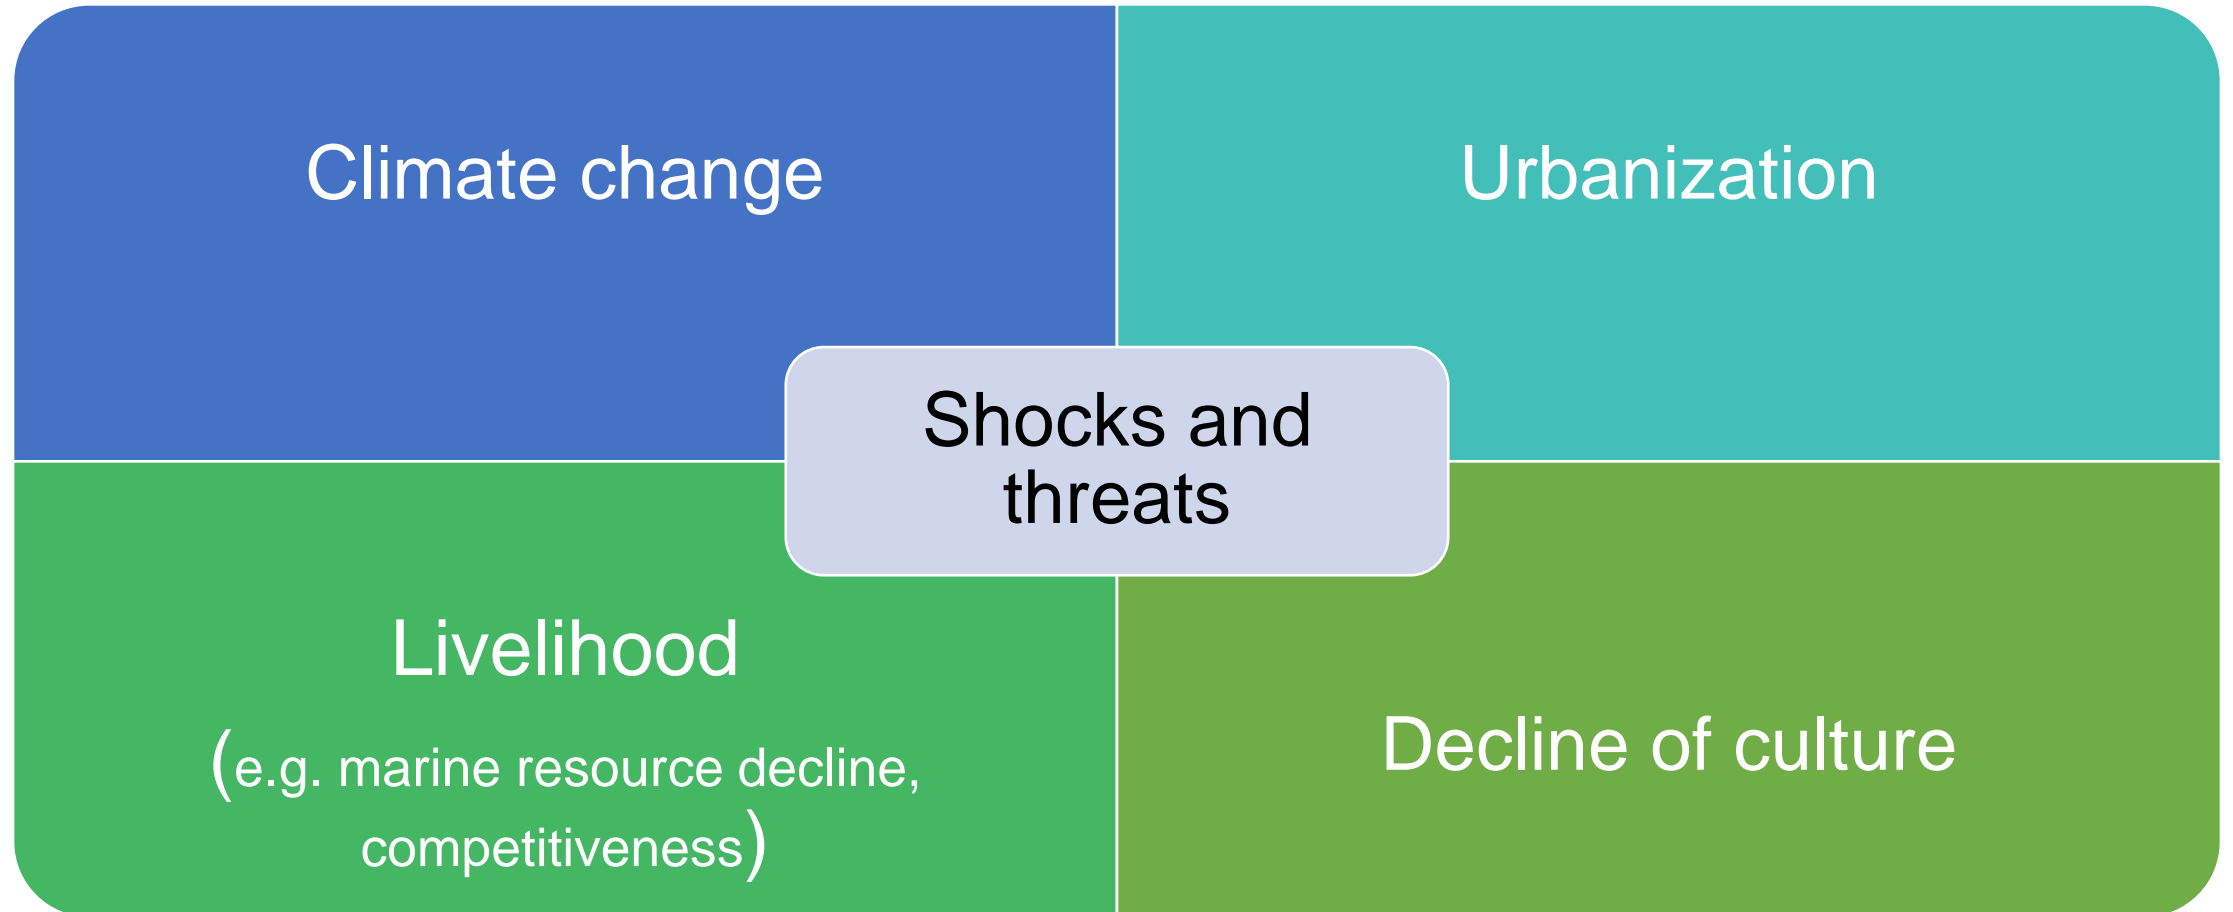 Climate change
Urbanization
Shocks and
threats
Livelihood
(e.g. marine resource decline,
competitiveness)
Decline of culture